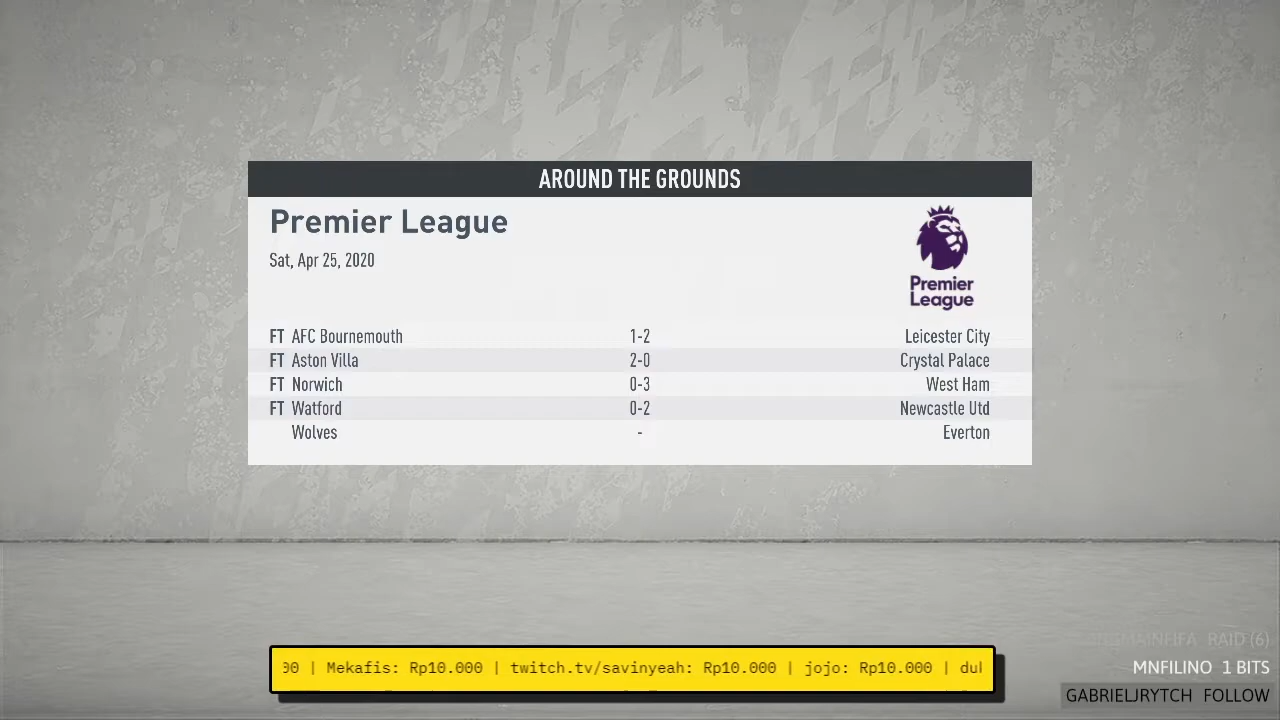 AROUND THE GROUNDS
Premier League
Sat, Apr 25, 2020
Premier
League
FT AFC Bournemouth 1-2 Leicester City
FT Aston Villa 2-0 Crystal Palace
FT Norwich 0-3 West Ham
FT Watford 0-2 Newcastle Utd
Wolves - Everton
RAID (6)
00 | Mekafis: Rp10.000 | twitch.tv/savinyeah: Rp10.000 | jojo: Rp10.000 |
MNFILINO 1 BITS
GABRIELJRYTCH FOLLOW